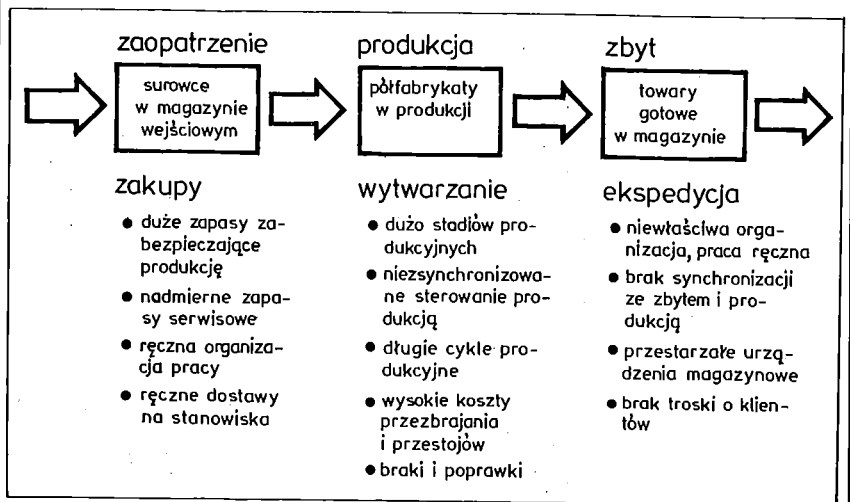 zaopatrzenie
surowce
w magazynie
wejściowym
zakupy
• duże zapasy za-
bezpieczające
produkcję
• nadmierne zapa-
sy serwisowe
• ręczna organiza-
cja pracy
• ręczne dostawy
na stanowiska
produkcja
półfabrykaty
w produkcji
wytwarzanie
• dużo stadiów pro-
dukcyjnych
• niezsynchronizowa-
ne sterowanie pro-
dukcją
• długie cykle pro-
dukcyjne
• wysokie koszty
przezbrajania
i przestojów
• braki i poprawki
zbyt
towary
gotowe
w magazynie
ekspedycja
• niewłaściwa orga-
nizacja, praca ręczna
• brak synchronizacji
ze zbytem i pro-
dukcją
• przestarzałe urzą-
dzenia magazynowe
• brak troski o klien-
tów